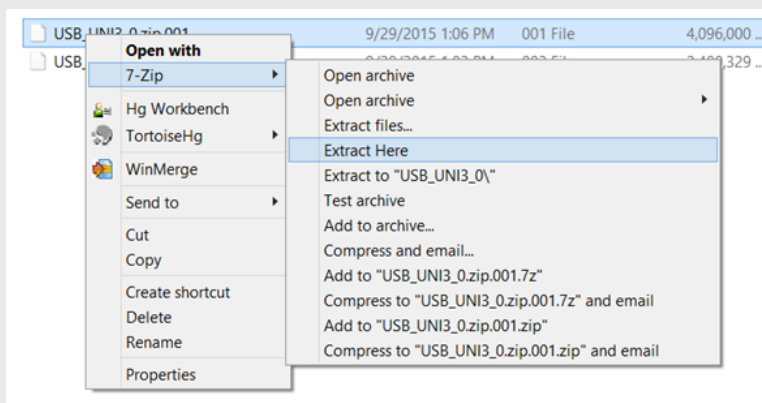 USB_UNI3_0.zip.001 9/29/2015 1:06 PM 001 File 4,096,000 ..
USB_
Open with
7-Zip
Hg Workbench
TortoiseHg
WinMerge
Send to
Cut
Copy
Create shortcut
Delete
Rename
Properties
Open archive
Open archive
Extract files...
Extract Here
Extract to "USB_UNI3_0\"
Test archive
Add to archive...
Compress and email...
Add to "USB_UNI3_0.zip.001.7z"
Compress to "USB_UNI3_0.zip.001.7z" and email
Add to "USB_UNI3_0.zip.001.zip"
Compress to "USB_UNI3_0.zip.001.zip" and email